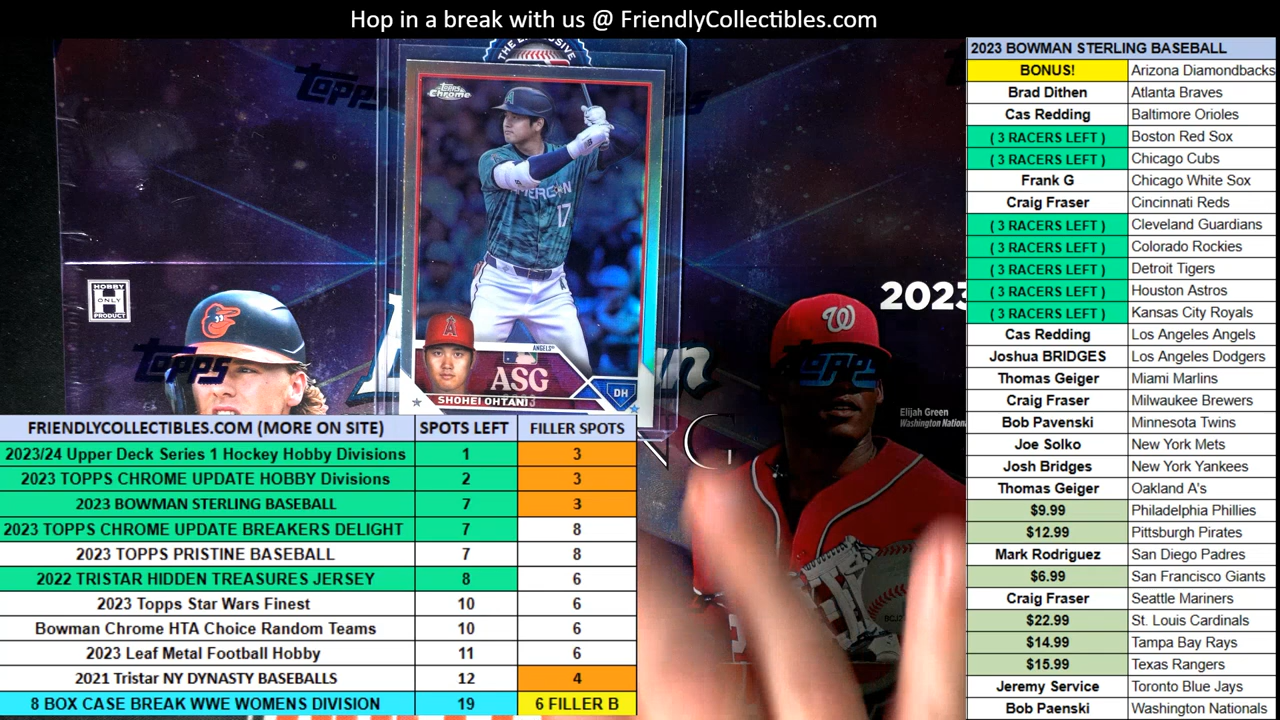 Hop in a break with us @ FriendlyCollectibles.com
THE EXCLUSIVE
TOPPS
Topps
Chrome
AMERICAN
17
HOBBY
ONLY
PRODUCT
TOPPS
2023
TOPPS
Elijah Green
Washington Nationals
ANGELS
ASG
DH
SHOHEI OHTANI
FRIENDLYCOLLECTIBLES.COM (MORE ON SITE) SPOTS LEFT FILLER SPOTS
2023/24 Upper Deck Series 1 Hockey Hobby Divisions 1 3
2023 TOPPS CHROME UPDATE HOBBY Divisions 2 3
2023 BOWMAN STERLING BASEBALL 7 3
2023 TOPPS CHROME UPDATE BREAKERS DELIGHT 7 8
2023 TOPPS PRISTINE BASEBALL 7 8
2022 TRISTAR HIDDEN TREASURES JERSEY 8 6
2023 Topps Star Wars Finest 10 6
Bowman Chrome HTA Choice Random Teams 10 6
2023 Leaf Metal Football Hobby 11 6
2021 Tristar NY DYNASTY BASEBALLS 12 4
8 BOX CASE BREAK WWE WOMENS DIVISION 19 6 FILLER B
2023 BOWMAN STERLING BASEBALL
BONUS! Arizona Diamondbacks
Brad Dithen Atlanta Braves
Cas Redding Baltimore Orioles
( 3 RACERS LEFT ) Boston Red Sox
( 3 RACERS LEFT ) Chicago Cubs
Frank G Chicago White Sox
Craig Fraser Cincinnati Reds
( 3 RACERS LEFT ) Cleveland Guardians
( 3 RACERS LEFT ) Colorado Rockies
( 3 RACERS LEFT ) Detroit Tigers
( 3 RACERS LEFT ) Houston Astros
( 3 RACERS LEFT ) Kansas City Royals
Cas Redding Los Angeles Angels
Joshua BRIDGES Los Angeles Dodgers
Thomas Geiger Miami Marlins
Craig Fraser Milwaukee Brewers
Bob Pavenski Minnesota Twins
Joe Solko New York Mets
Josh Bridges New York Yankees
Thomas Geiger Oakland A's
$9.99 Philadelphia Phillies
$12.99 Pittsburgh Pirates
Mark Rodriguez San Diego Padres
$6.99 San Francisco Giants
Craig Fraser Seattle Mariners
$22.99 St. Louis Cardinals
$14.99 Tampa Bay Rays
$15.99 Texas Rangers
Jeremy Service Toronto Blue Jays
Bob Paenski Washington Nationals